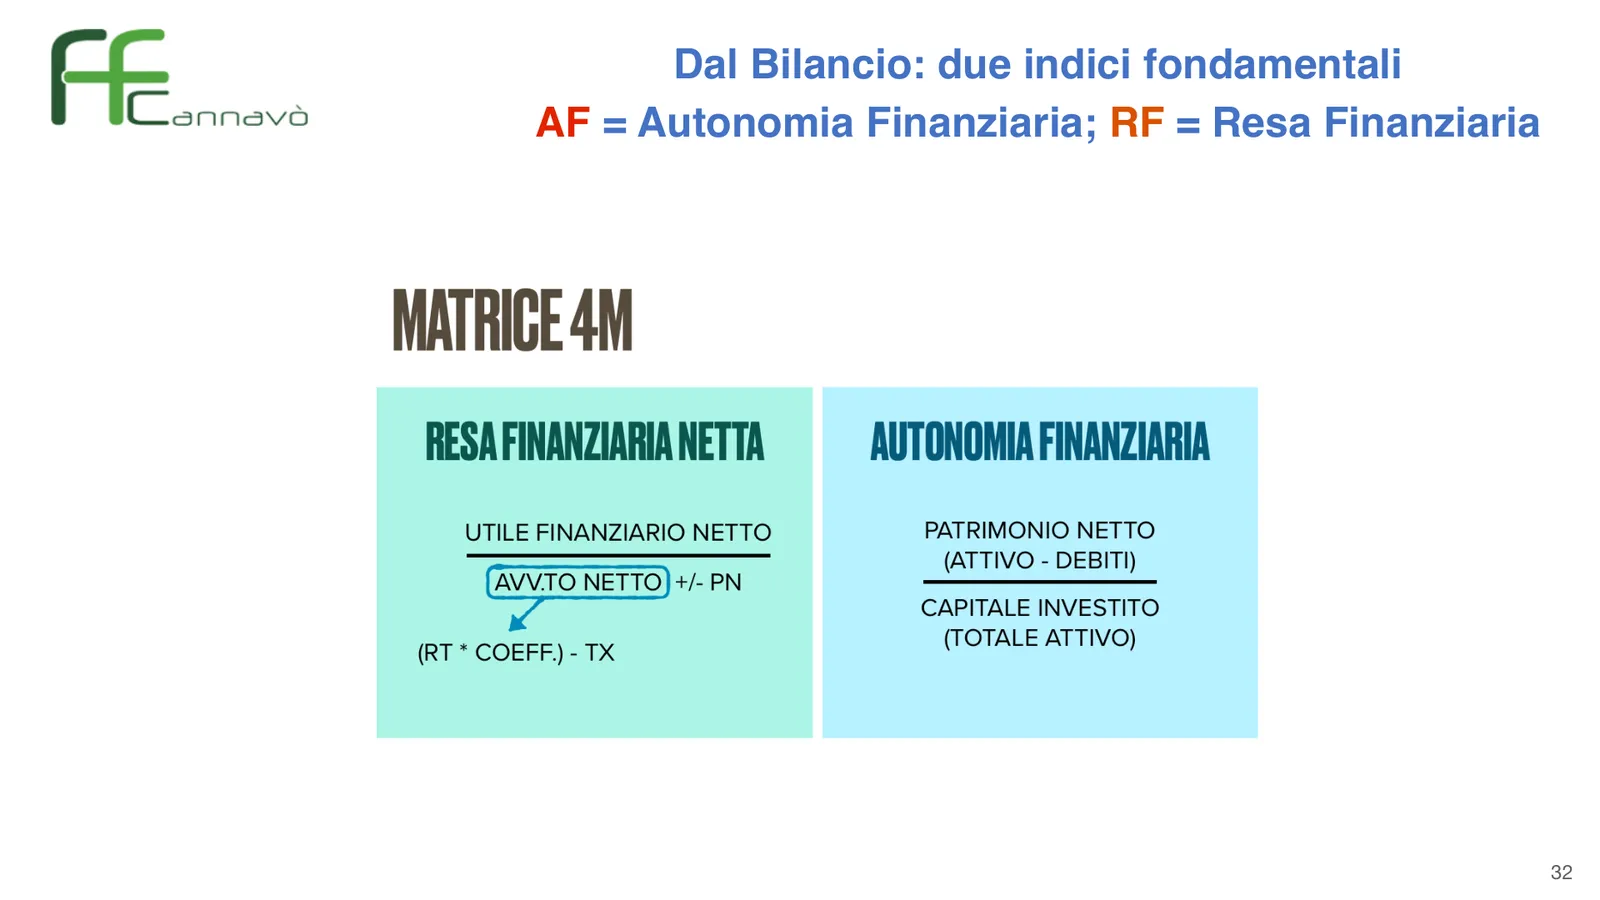 FFCannavò
Dal Bilancio: due indici fondamentali
AF = Autonomia Finanziaria; RF = Resa Finanziaria
MATRICE 4M
RESA FINANZIARIA NETTA
UTILE FINANZIARIO NETTO
AVV.TO NETTO +/- PN
(RT * COEFF.) - TX
AUTONOMIA FINANZIARIA
PATRIMONIO NETTO
(ATTIVO - DEBITI)
CAPITALE INVESTITO
(TOTALE ATTIVO)
32